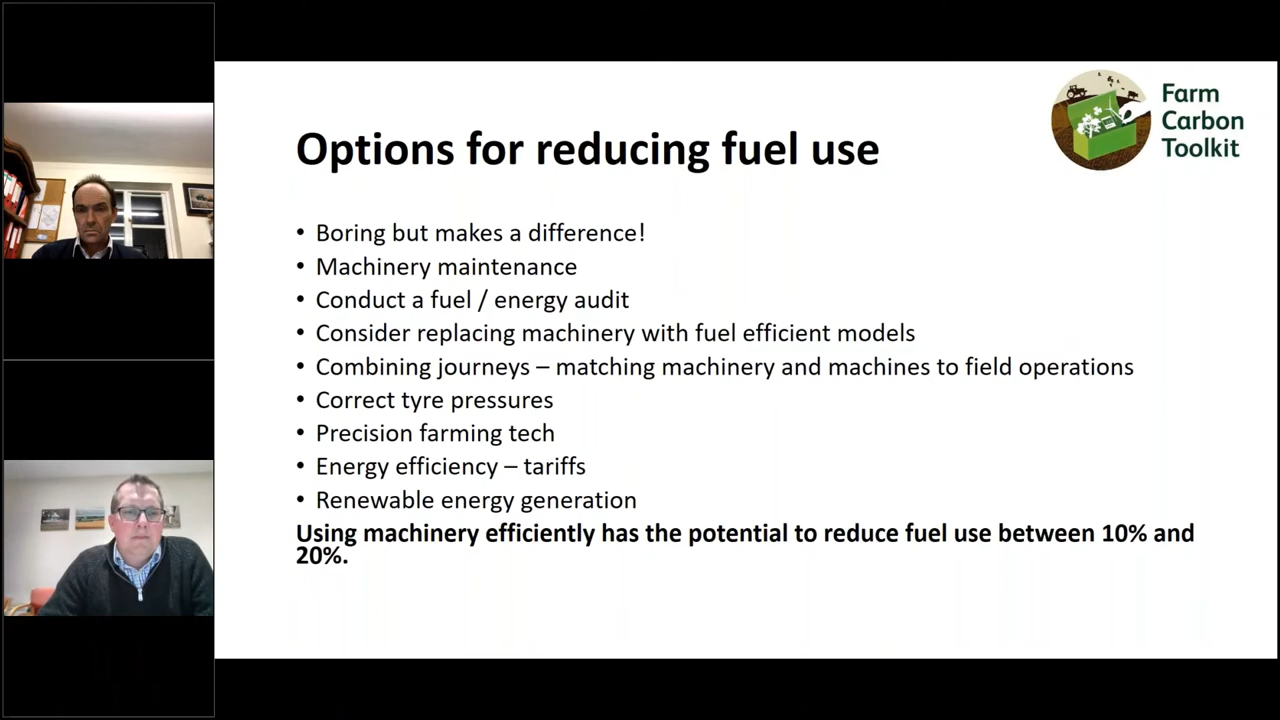 Farm
Carbon
Toolkit
Options for reducing fuel use
• Boring but makes a difference!
• Machinery maintenance
• Conduct a fuel / energy audit
• Consider replacing machinery with fuel efficient models
• Combining journeys – matching machinery and machines to field operations
• Correct tyre pressures
• Precision farming tech
• Energy efficiency – tariffs
• Renewable energy generation
Using machinery efficiently has the potential to reduce fuel use between 10% and
20%.